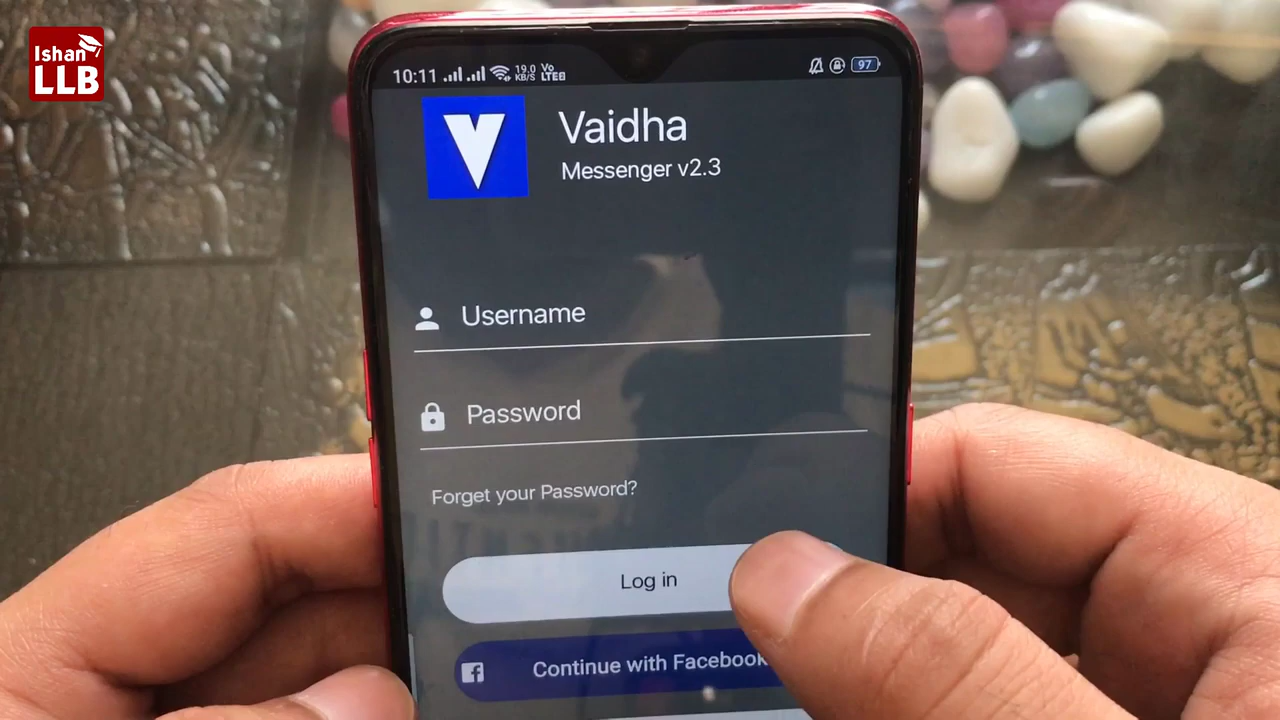 Ishan
LLB
10:11 19.0 KB/S Vo LTE 97
V
Vaidha
Messenger v2.3
Username
Password
Forget your Password?
Log in
Continue with Facebook